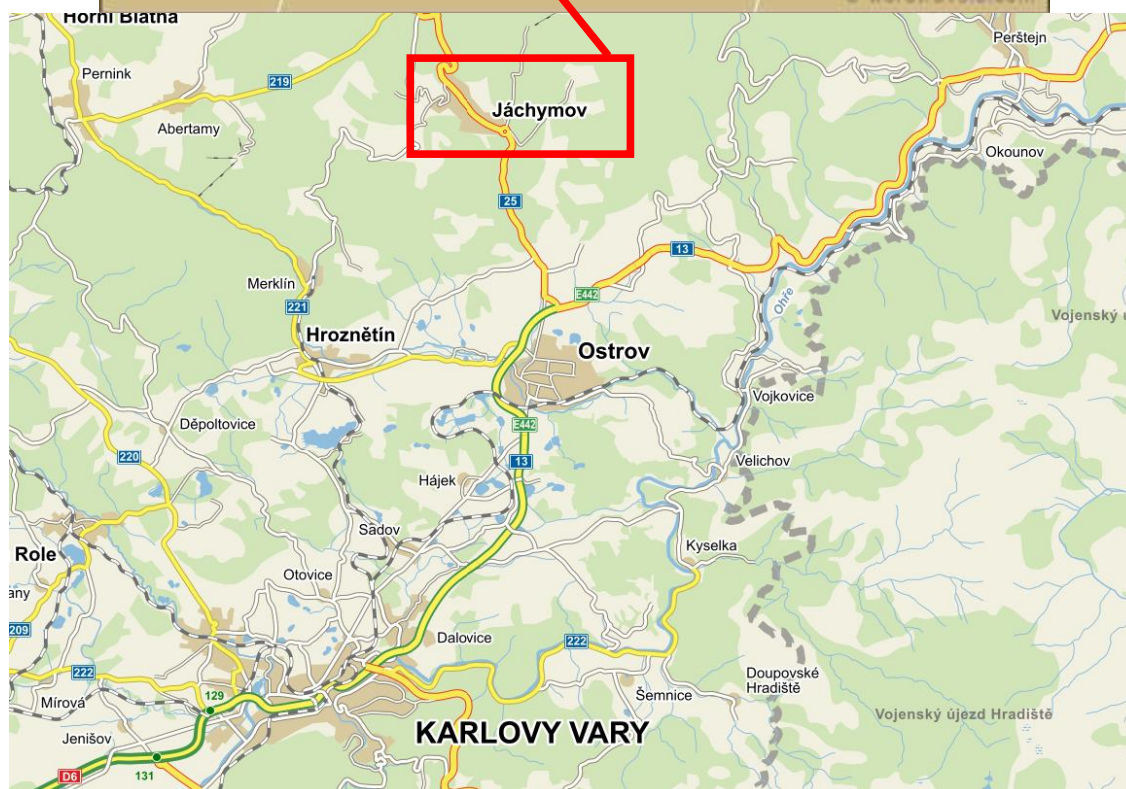 Horní Blatná
Perštejn
Pernink
219
Jáchymov
Abertamy
Okounov
25
13
Merklín
E442
Ohře
221
Vojenský ú
Hroznětín
Ostrov
Vojkovice
Děpoltovice
E442
220
13
Velichov
Hájek
Sadov
Role
Kyselka
Otovice
any
209
Dalovice
222
222
Doupovské
Hradiště
Mírová
129
Šemnice
KARLOVY VARY
Vojenský újezd Hradiště
Jenišov
D6
131